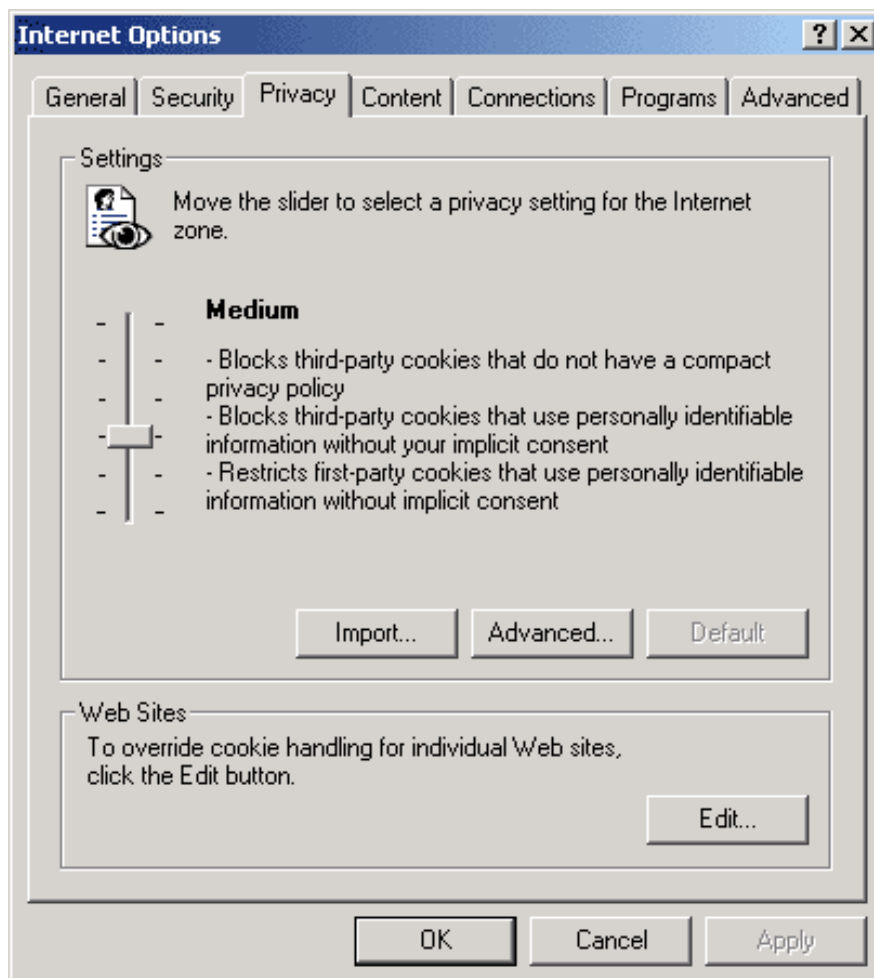 Internet Options
General Security Privacy Content Connections Programs Advanced
Settings
Move the slider to select a privacy setting for the Internet
zone.
Medium
- Blocks third-party cookies that do not have a compact
privacy policy
- Blocks third-party cookies that use personally identifiable
information without your implicit consent
- Restricts first-party cookies that use personally identifiable
information without implicit consent
Import... Advanced... Default
Web Sites
To override cookie handling for individual Web sites,
click the Edit button.
Edit...
OK Cancel Apply